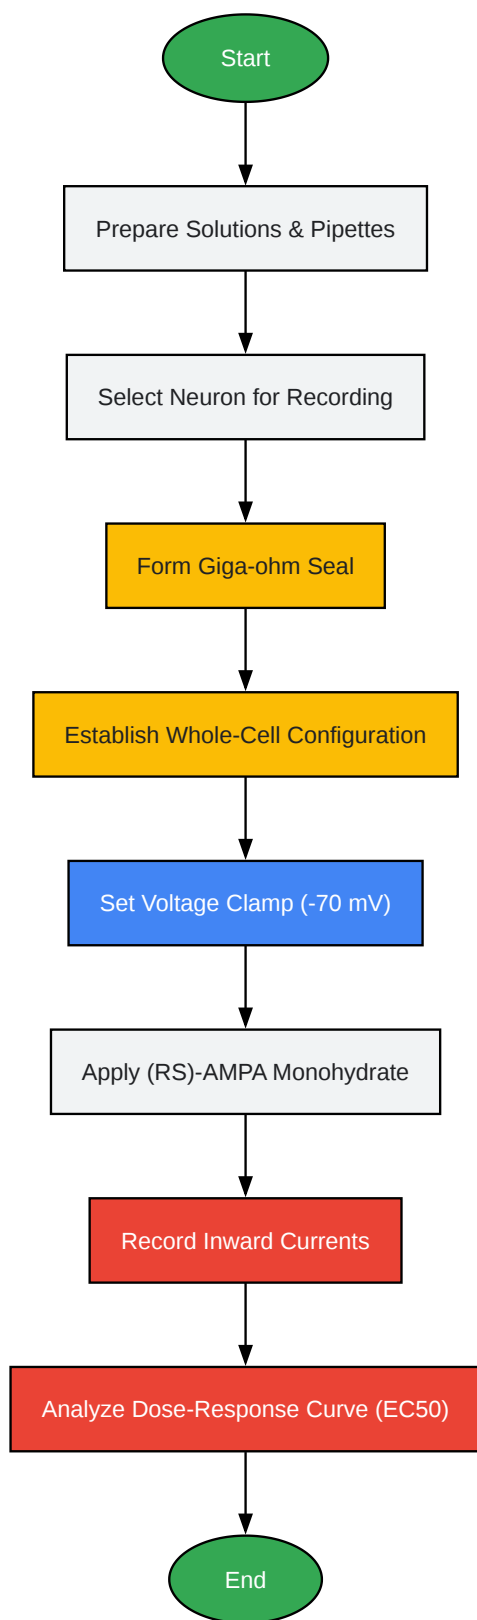 Start
Prepare Solutions & Pipettes
Select Neuron for Recording
Form Giga-ohm Seal
Establish Whole-Cell Configuration
Set Voltage Clamp (-70 mV)
Apply (RS)-AMPA Monohydrate
Record Inward Currents
Analyze Dose-Response Curve (EC50)
End